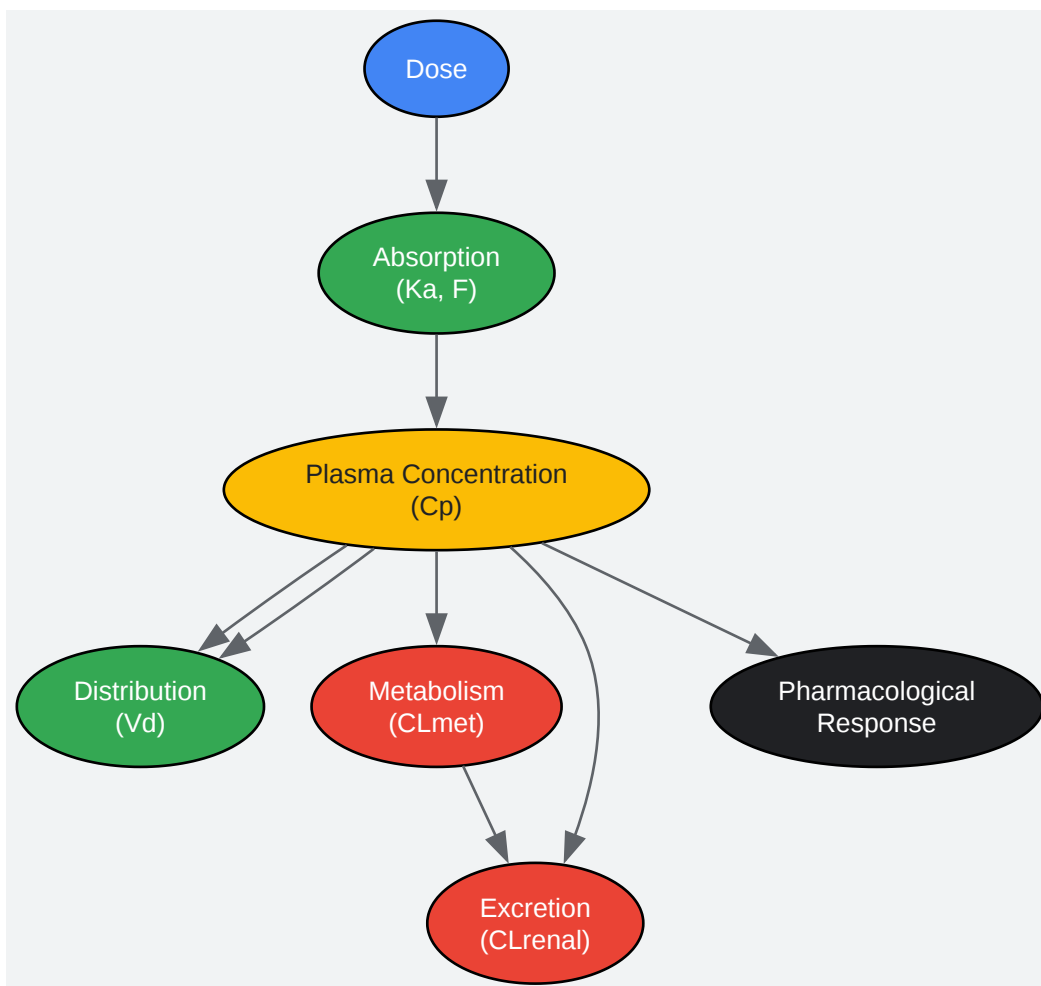 Dose
Absorption
(Ka, F)
Plasma Concentration
(Cp)
Distribution
(Vd)
Metabolism
(CLmet)
Pharmacological
Response
Excretion
(CLrenal)